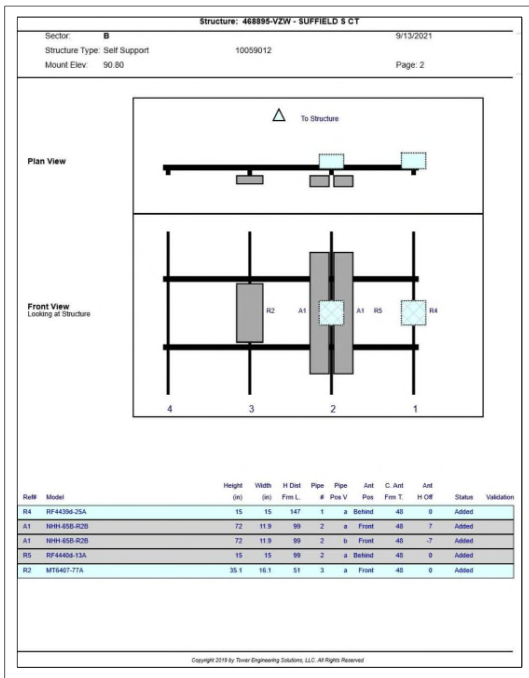 Structure: 468895-VZW - SUFFIELD S CT
Sector: B 9/13/2021
Structure Type: Self Support 10059012
Mount Elev: 90.80 Page: 2
To Structure
Plan View
Front View
Looking at Structure
R2 A1 A1 R5 R4
4 3 2 1
Height Width H Dist Pipe Pipe Ant C. Ant Ant
Ref# Model (in) (in) Frm L. # Pos V Pos Frm T. H Off Status Validation
R4 RF4439d-25A 15 15 147 1 a Behind 48 0 Added
A1 NHH-65B-R2B 72 11.9 99 2 a Front 48 7 Added
A1 NHH-65B-R2B 72 11.9 99 2 b Front 48 -7 Added
R5 RF4440d-13A 15 15 99 2 a Behind 48 0 Added
R2 MT6407-77A 35.1 16.1 51 3 a Front 48 0 Added
Copyright 2019 by Tower Engineering Solutions, LLC. All Rights Reserved